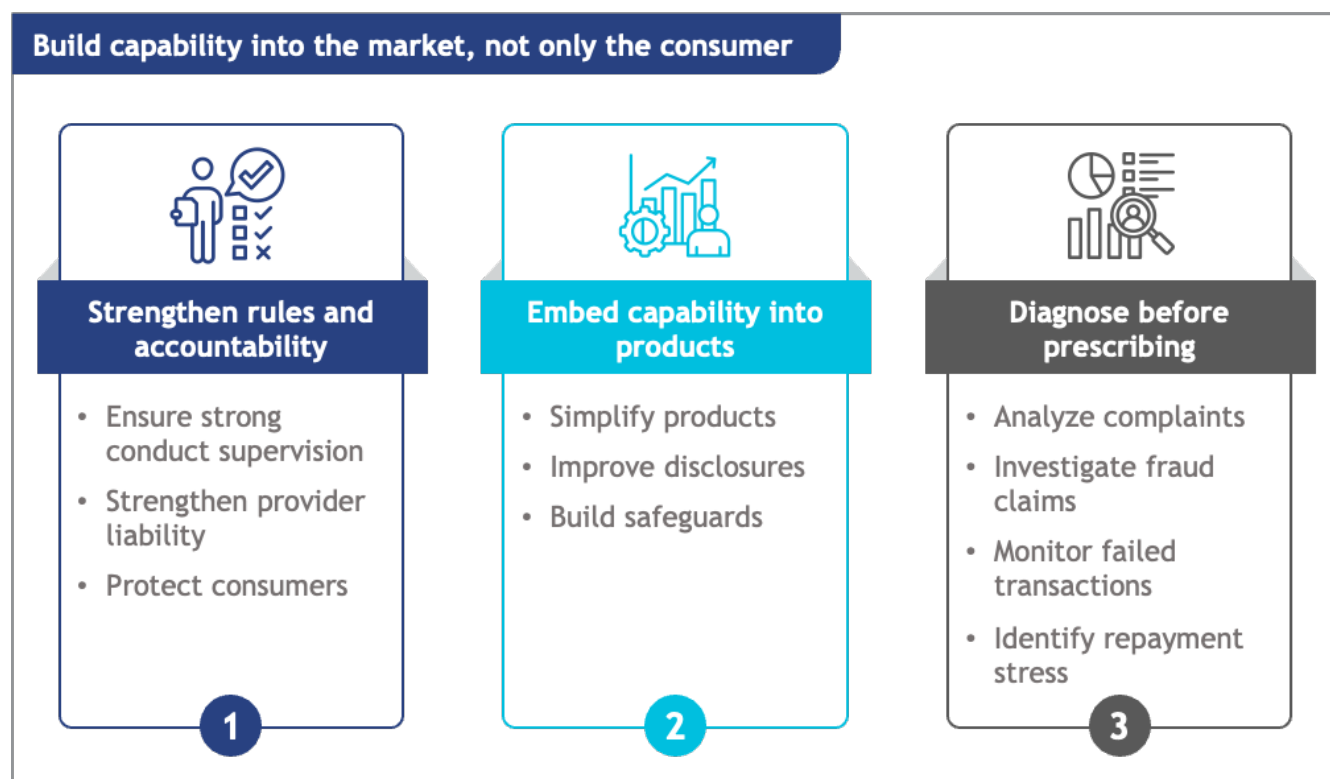 Build capability into the market, not only the consumer
Strengthen rules and
accountability
• Ensure strong
conduct supervision
• Strengthen provider
liability
• Protect consumers
1
Embed capability into
products
• Simplify products
• Improve disclosures
• Build safeguards
2
Diagnose before
prescribing
• Analyze complaints
• Investigate fraud
claims
• Monitor failed
transactions
• Identify repayment
stress
3